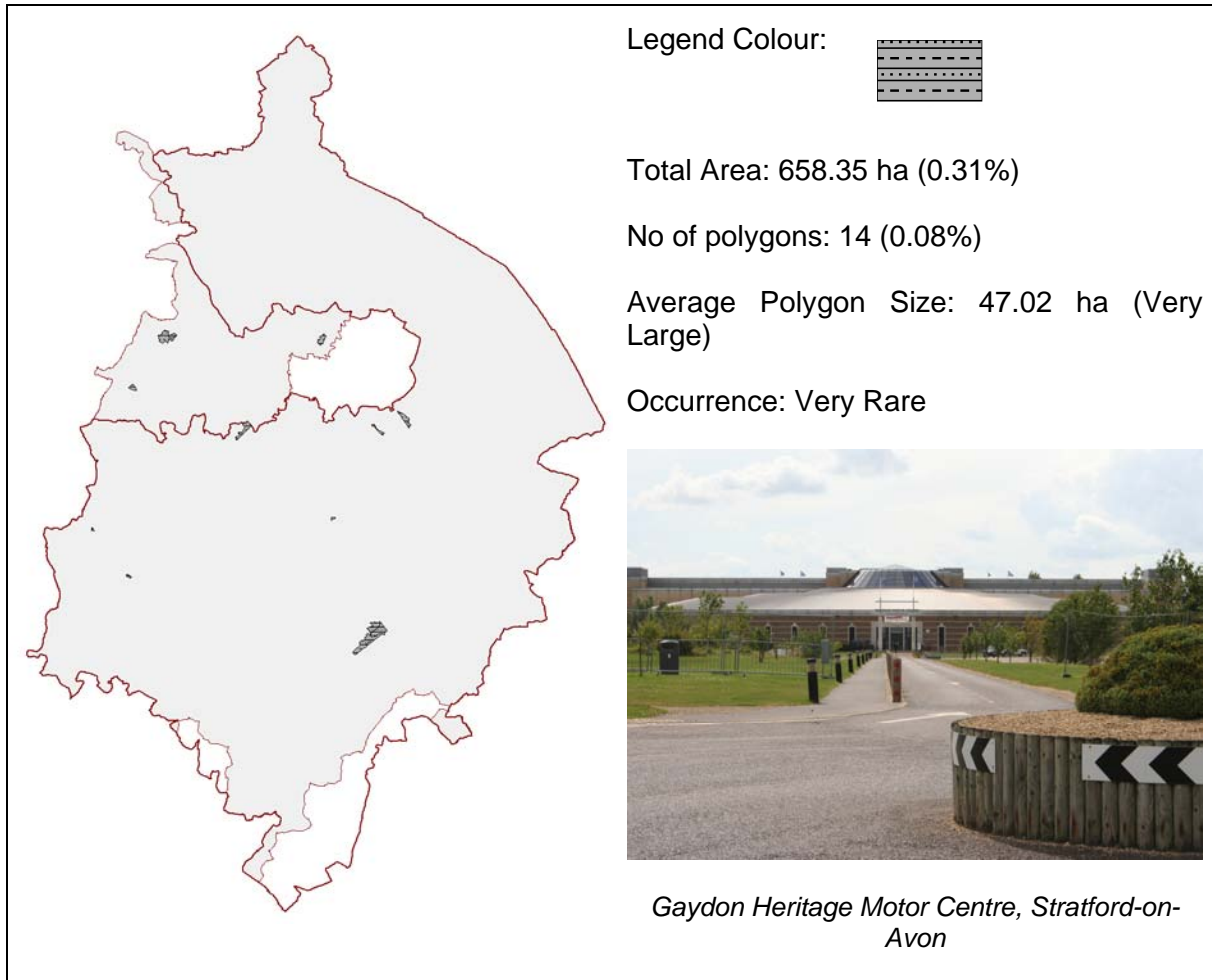 Legend Colour:
Total Area: 658.35 ha (0.31%)
No of polygons: 14 (0.08%)
Average Polygon Size: 47.02 ha (Very
Large)
Occurrence: Very Rare
Gaydon Heritage Motor Centre, Stratford-on-
Avon